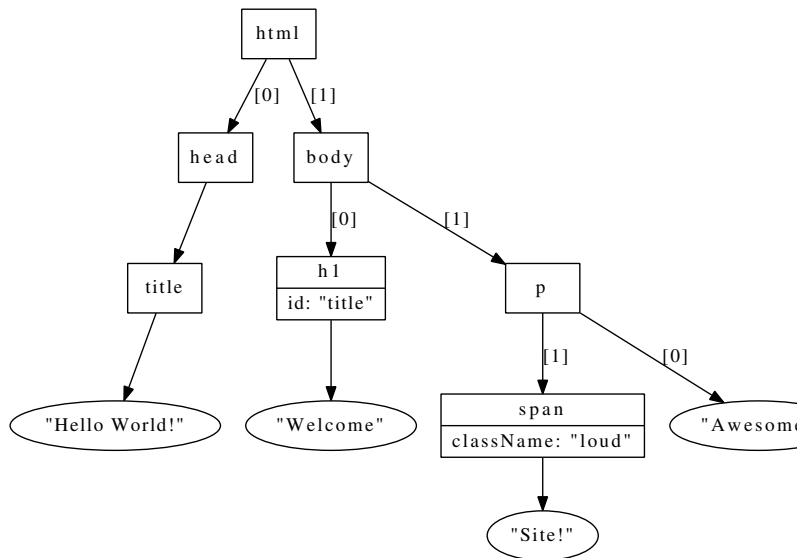 html
[0]
[1]
head
body
[0]
[1]
title
h1
id: "title"
p
[1]
[0]
"Hello World!"
"Welcome"
span
className: "loud"
"Awesome
"Site!"